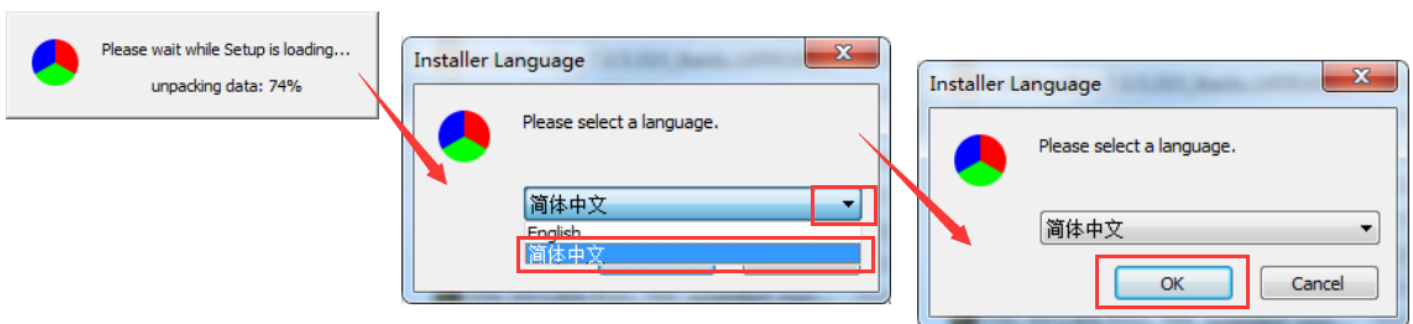 Please wait while Setup is loading...
unpacking data: 74%
Installer Language
Please select a language.
简体中文
English
简体中文
Installer Language
Please select a language.
简体中文
OK
Cancel